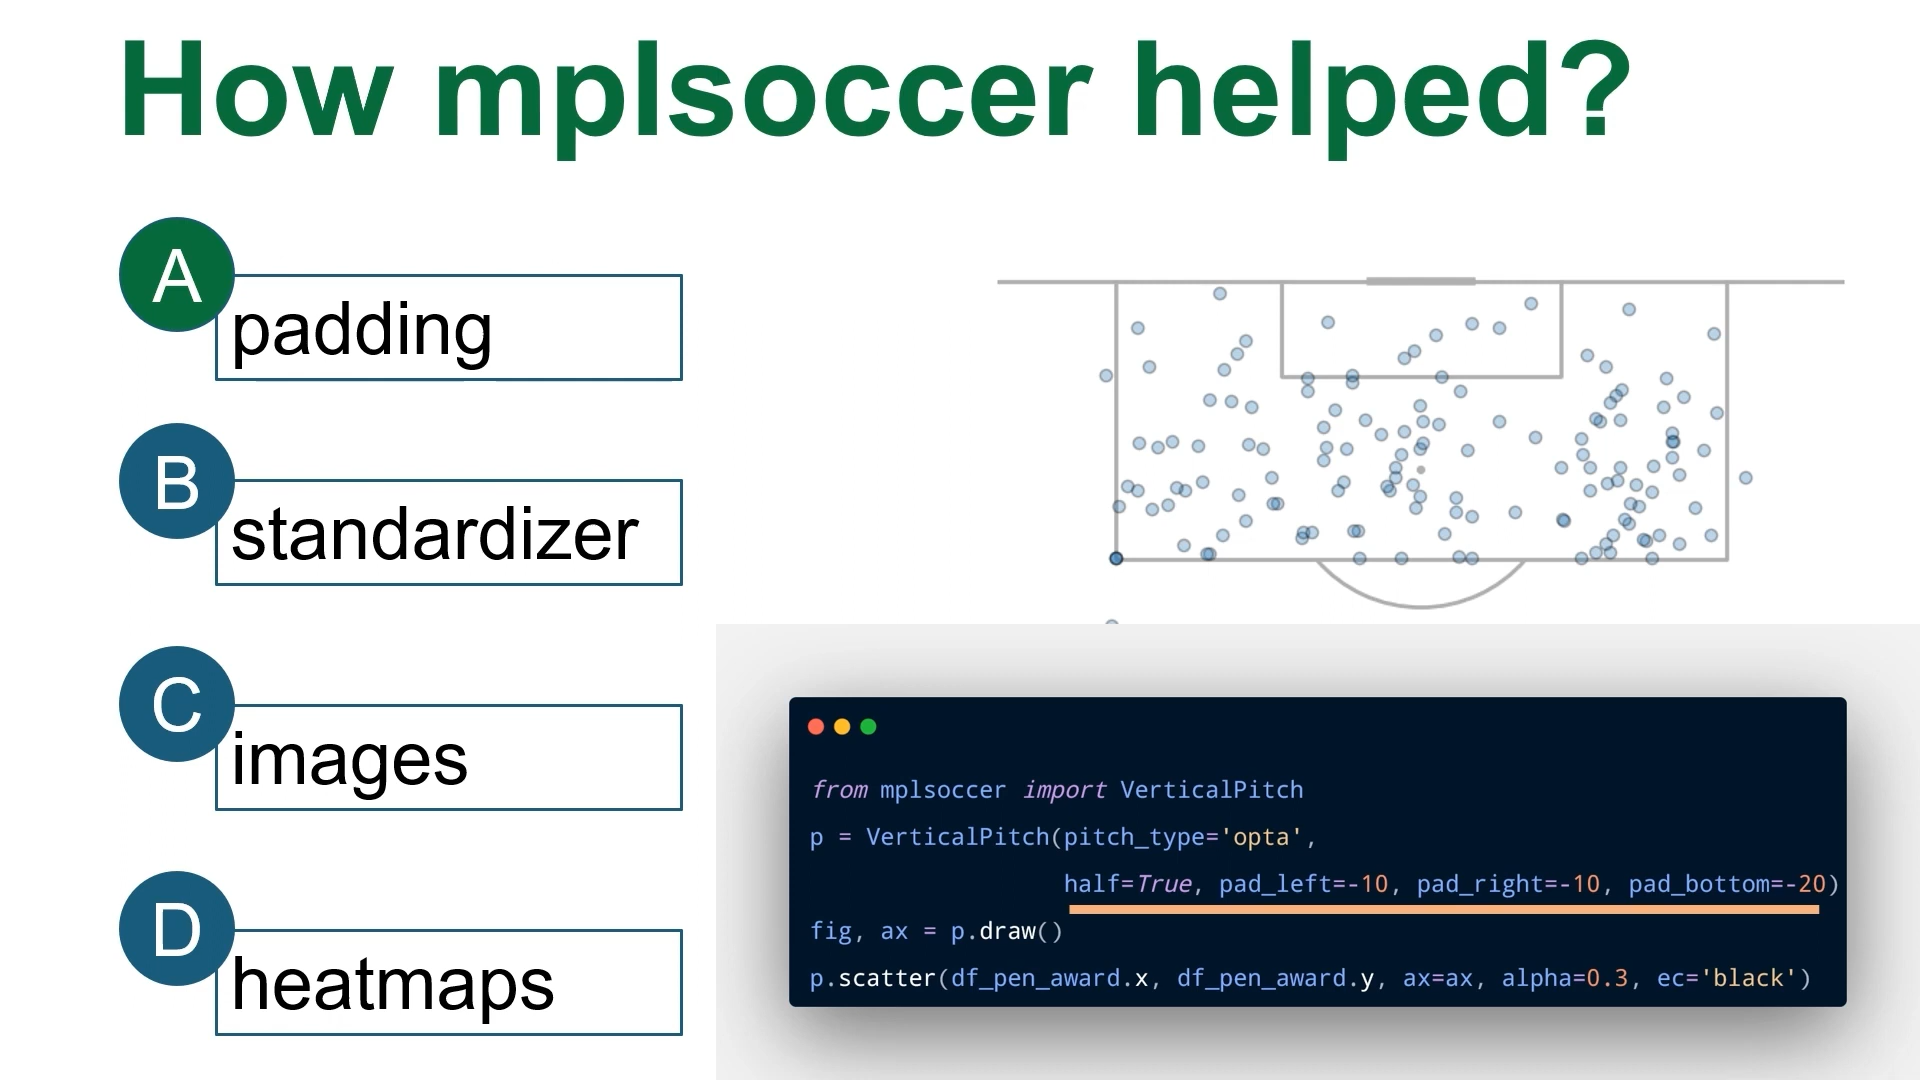 How mplsoccer helped?
A
padding
B
standardizer
C
images
D
heatmaps
from mplsoccer import VerticalPitch
p = VerticalPitch(pitch_type='opta',
half=True, pad_left=-10, pad_right=-10, pad_bottom=-20)
fig, ax = p.draw()
p.scatter(df_pen_award.x, df_pen_award.y, ax=ax, alpha=0.3, ec='black')